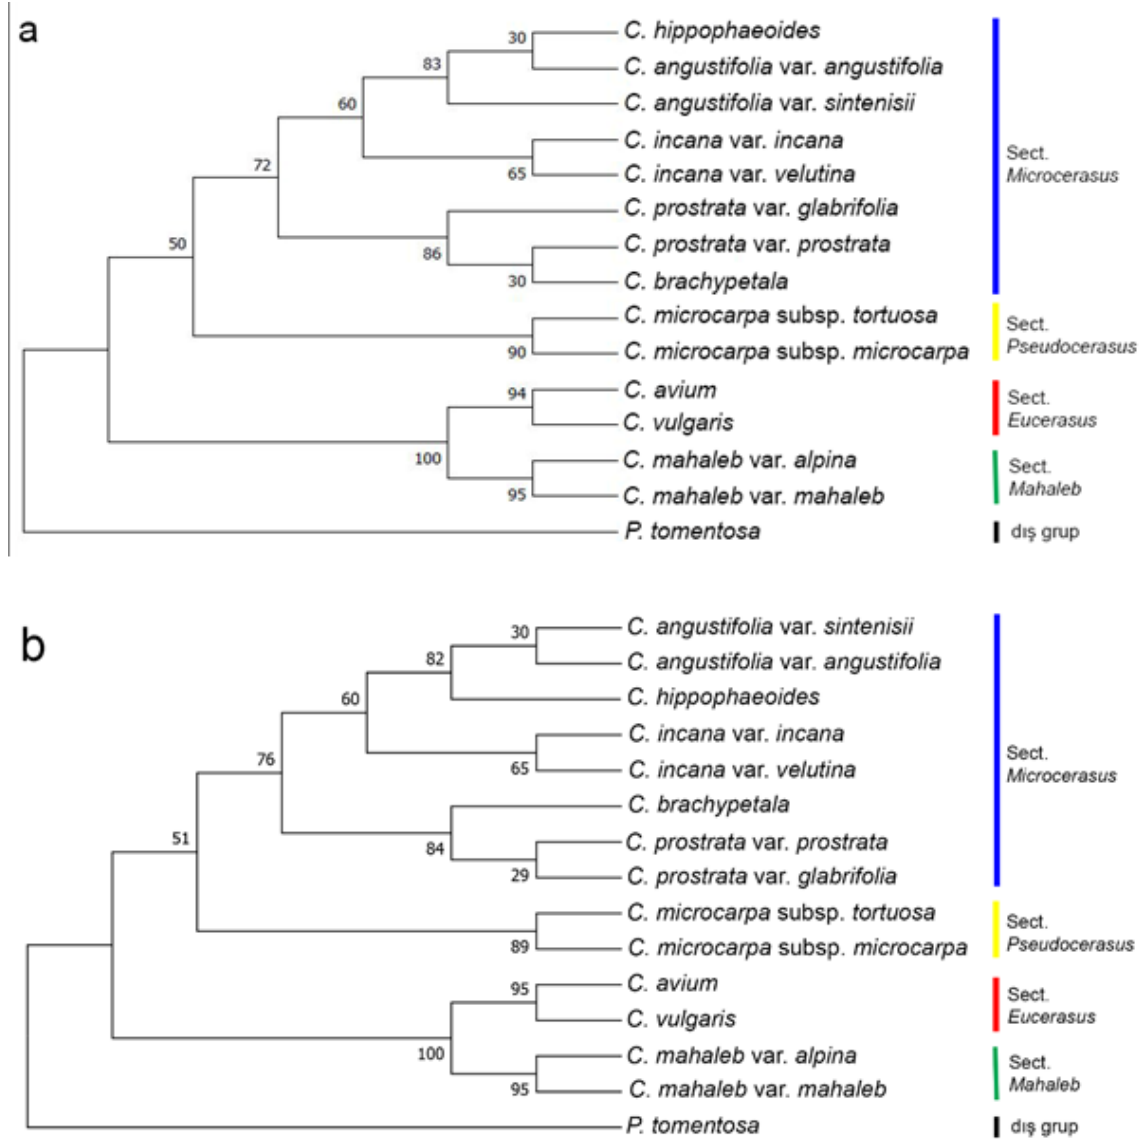 a
30
C. hippophaeoides
83
C. angustifolia var. angustifolia
60
C. angustifolia var. sintenisii
72
C. incana var. incana
65
C. incana var. velutina
Sect.
Microcerasus
50
C. prostrata var. glabrifolia
86
C. prostrata var. prostrata
30
C. brachypetala
C. microcarpa subsp. tortuosa
90
C. microcarpa subsp. microcarpa
Sect.
Pseudocerasus
94
C. avium
C. vulgaris
Sect.
Eucerasus
100
C. mahaleb var. alpina
95
C. mahaleb var. mahaleb
Sect.
Mahaleb
P. tomentosa
dış grup
b
30
C. angustifolia var. sintenisii
82
C. angustifolia var. angustifolia
60
C. hippophaeoides
76
C. incana var. incana
65
C. incana var. velutina
Sect.
Microcerasus
51
C. brachypetala
84
C. prostrata var. prostrata
29
C. prostrata var. glabrifolia
C. microcarpa subsp. tortuosa
89
C. microcarpa subsp. microcarpa
Sect.
Pseudocerasus
95
C. avium
C. vulgaris
Sect.
Eucerasus
100
C. mahaleb var. alpina
95
C. mahaleb var. mahaleb
Sect.
Mahaleb
P. tomentosa
dış grup